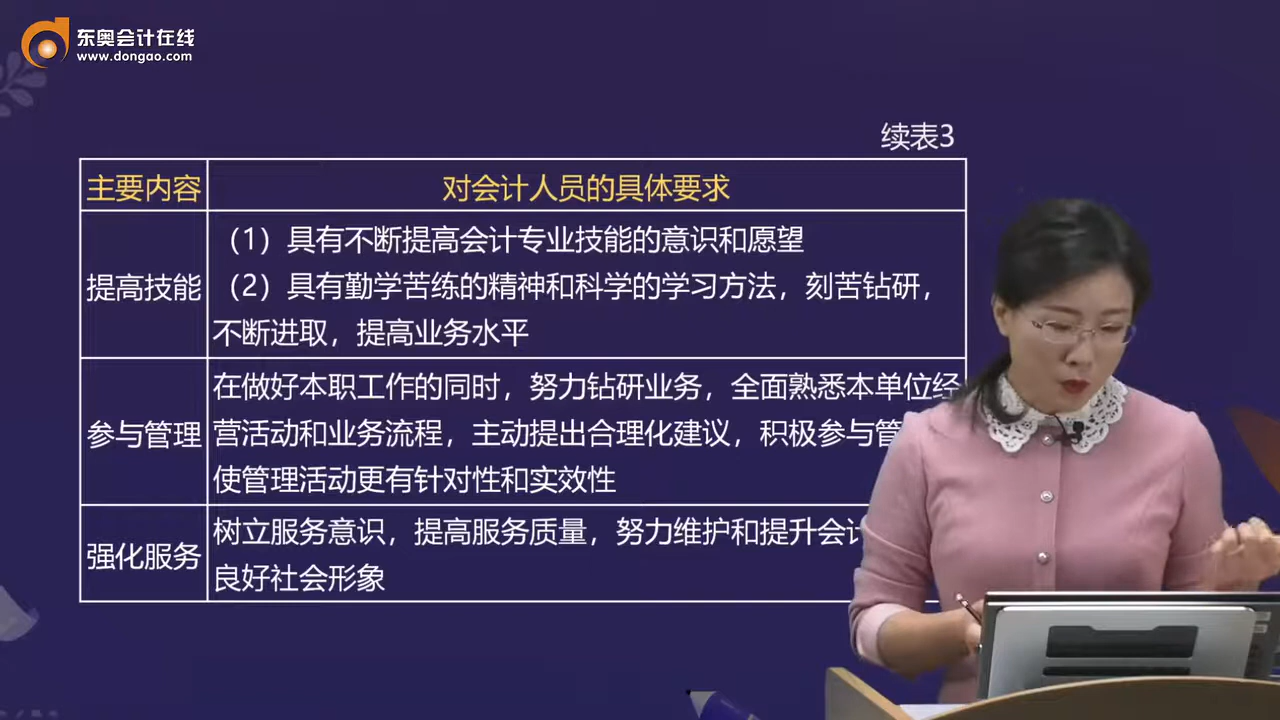 东奥会计在线
www.dongao.com
续表3
主要内容
对会计人员的具体要求
提高技能
（1）具有不断提高会计专业技能的意识和愿望
（2）具有勤学苦练的精神和科学的学习方法，刻苦钻研，
不断进取，提高业务水平
参与管理
在做好本职工作的同时，努力钻研业务，全面熟悉本单位经
营活动和业务流程，主动提出合理化建议，积极参与管
使管理活动更有针对性和实效性
强化服务
树立服务意识，提高服务质量，努力维护和提升会计
良好社会形象